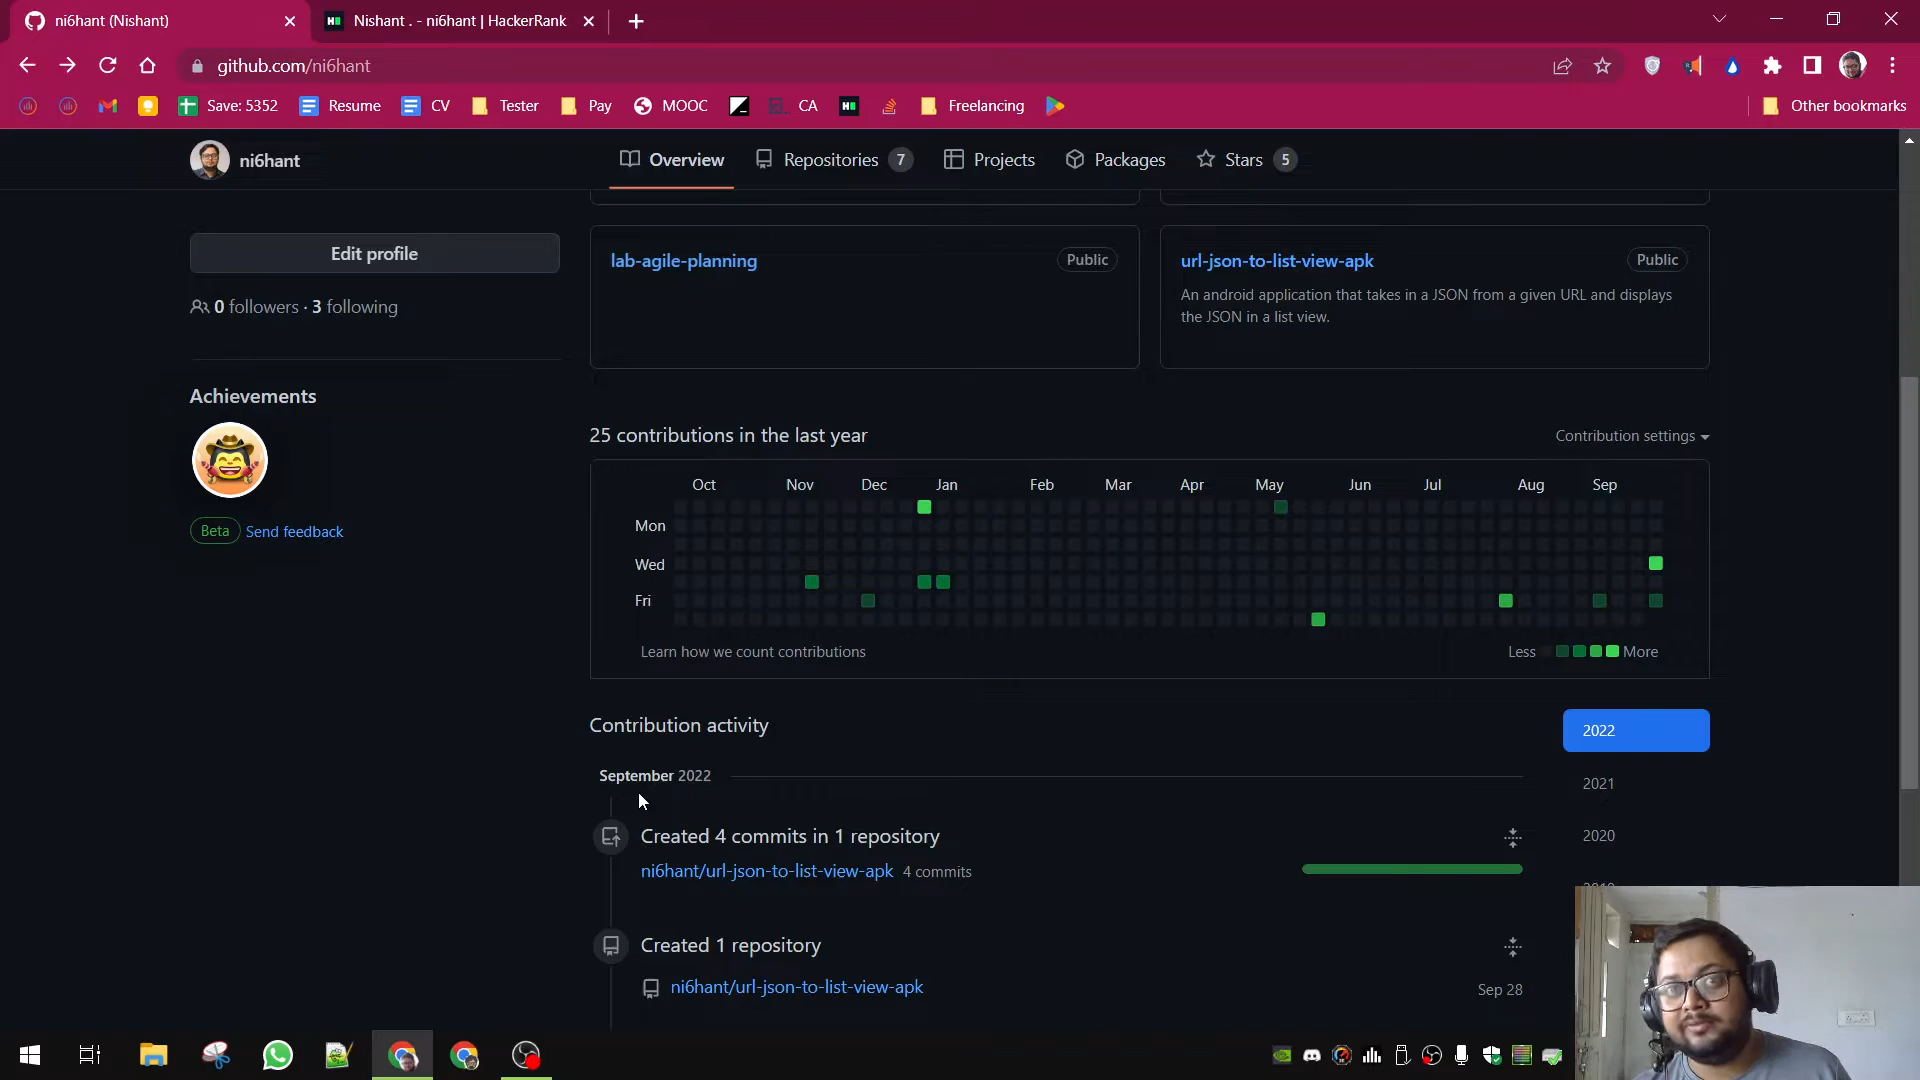 ni6hant (Nishant)
Nishant . - ni6hant | HackerRank
github.com/ni6hant
Save: 5352
Resume
CV
Tester
Pay
MOOC
CA
Freelancing
Other bookmarks
ni6hant
Overview
Repositories 7
Projects
Packages
Stars 5
Edit profile
0 followers · 3 following
Achievements
Beta Send feedback
lab-agile-planning
Public
url-json-to-list-view-apk
Public
An android application that takes in a JSON from a given URL and displays
the JSON in a list view.
25 contributions in the last year
Contribution settings
Oct Nov Dec Jan Feb Mar Apr May Jun Jul Aug Sep
Mon
Wed
Fri
Learn how we count contributions
Less More
Contribution activity
2022
2021
2020
September 2022
Created 4 commits in 1 repository
ni6hant/url-json-to-list-view-apk 4 commits
Created 1 repository
ni6hant/url-json-to-list-view-apk
Sep 28